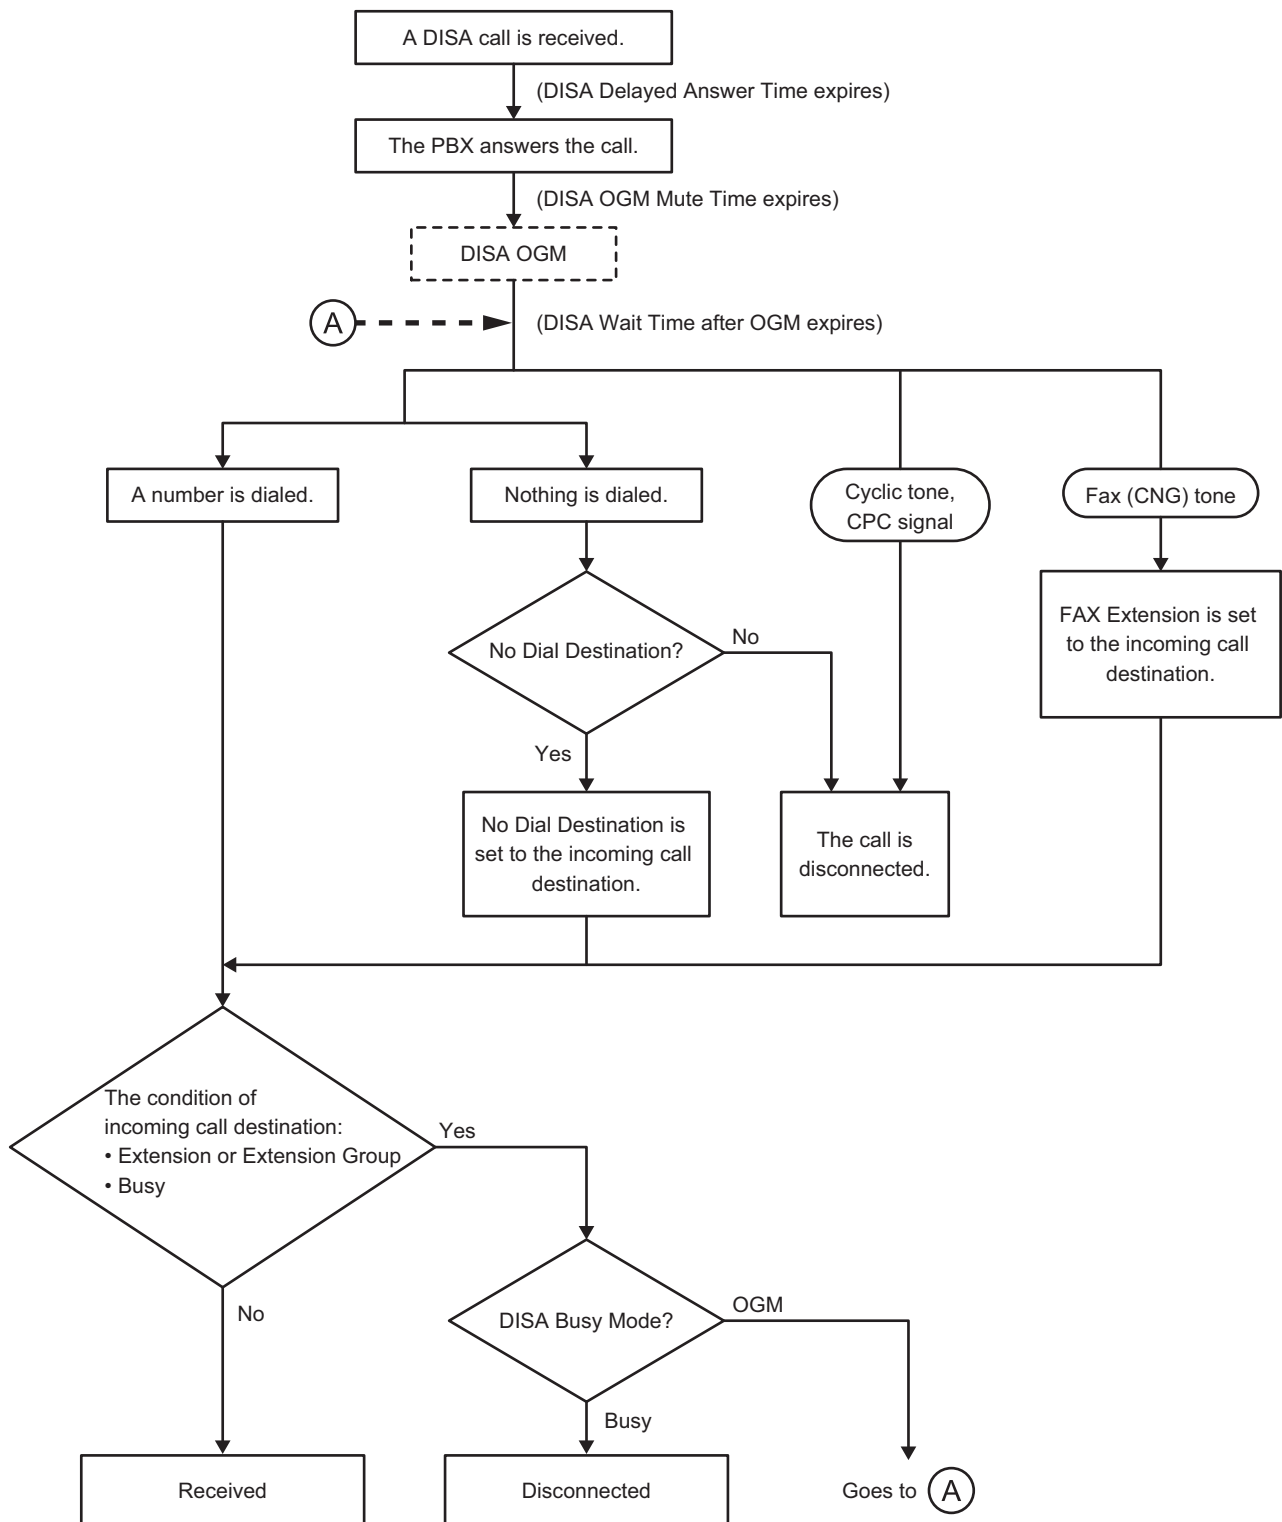 A DISA call is received.
(DISA Delayed Answer Time expires)
The PBX answers the call.
(DISA OGM Mute Time expires)
DISA OGM
A
(DISA Wait Time after OGM expires)
A number is dialed.
Nothing is dialed.
Cyclic tone,
CPC signal
Fax (CNG) tone
No Dial Destination?
No
Yes
FAX Extension is set
to the incoming call
destination.
No Dial Destination is
set to the incoming call
destination.
The call is
disconnected.
The condition of
incoming call destination:
• Extension or Extension Group
• Busy
Yes
No
DISA Busy Mode?
OGM
Busy
Received
Disconnected
Goes to A